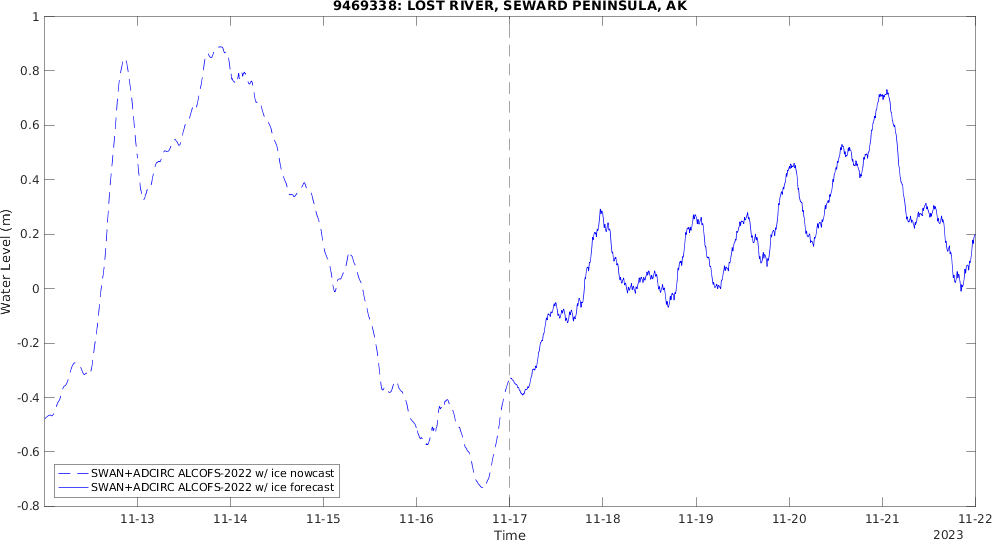 9469338: LOST RIVER, SEWARD PENINSULA, AK
1
0.8
0.6
0.4
0.2
0
-0.2
-0.4
-0.6
-0.8
Water Level (m)
SWAN+ADCIRC ALCOFS-2022 w/ ice nowcast
SWAN+ADCIRC ALCOFS-2022 w/ ice forecast
11-13 11-14 11-15 11-16 11-17 11-18 11-19 11-20 11-21 11-22
Time
2023